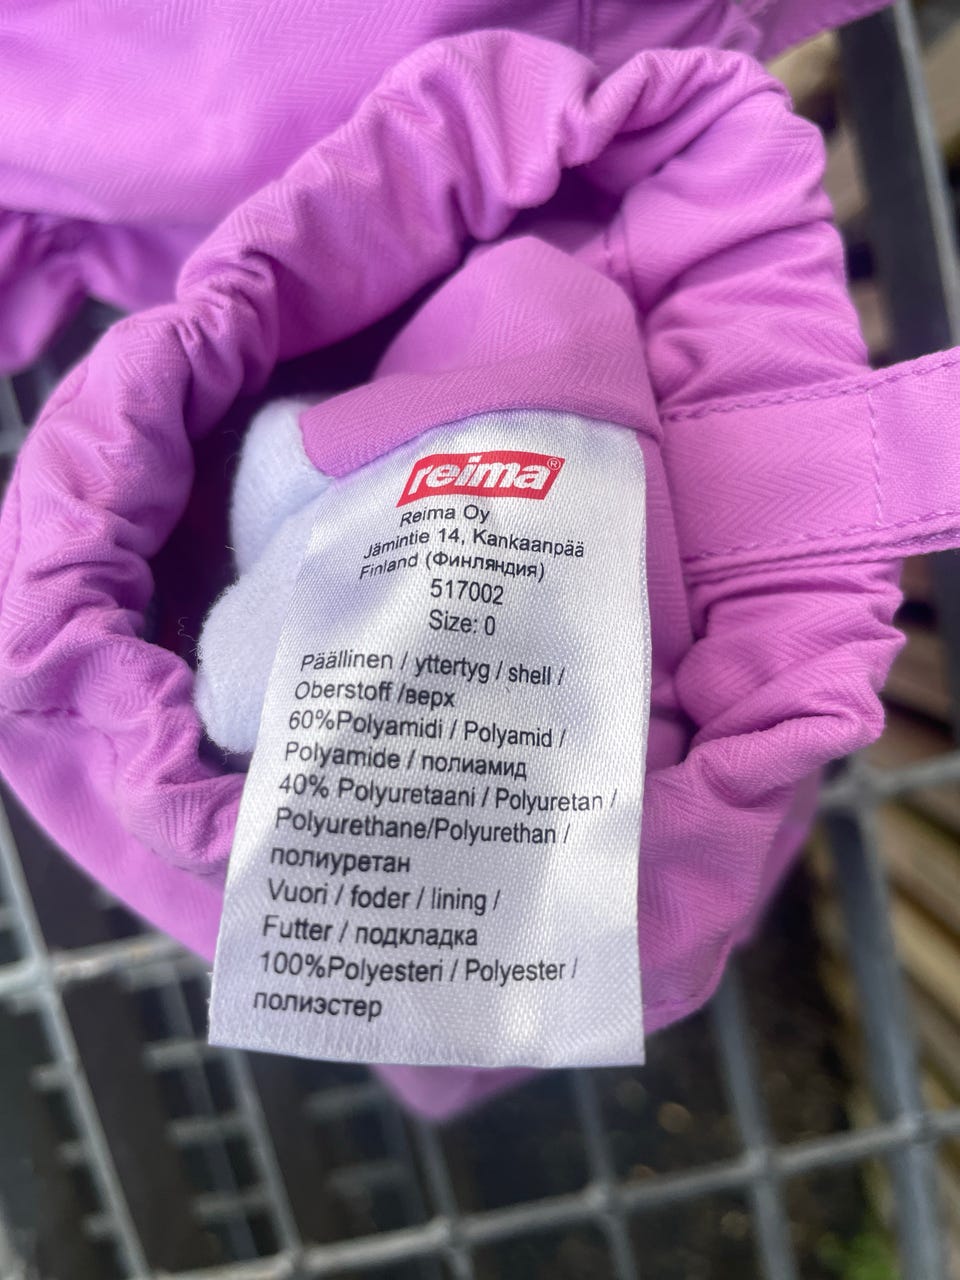 reima®
Reima Oy
Jämintie 14, Kankaanpää
Finland (Финляндия)
517002
Size: 0
Päällinen / yttertyg / shell /
Oberstoff /верх
60%Polyamidi / Polyamid /
Polyamide / полиамид
40% Polyuretaani / Polyuretan /
Polyurethane/Polyurethan /
полиуретан
Vuori / foder / lining /
Futter / подкладка
100%Polyesteri / Polyester /
полиэстер